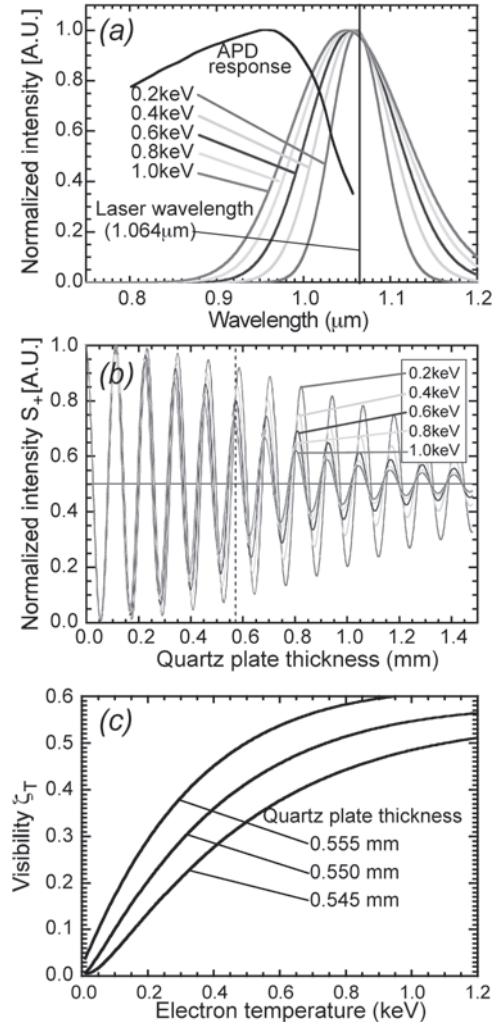 (a)
Normalized intensity [A.U.]
1.0
0.8
0.6
0.4
0.2
0.0
APD
response
0.2keV
0.4keV
0.6keV
0.8keV
1.0keV
Laser wavelength
(1.064μm)
0.8 0.9 1.0 1.1 1.2
Wavelength (μm)
(b)
Normalized intensity S+[A.U.]
1.0
0.8
0.6
0.4
0.2
0.0
0.2keV
0.4keV
0.6keV
0.8keV
1.0keV
0.0 0.2 0.4 0.6 0.8 1.0 1.2 1.4
Quartz plate thickness (mm)
(c)
Visibility ζT
0.6
0.5
0.4
0.3
0.2
0.1
0.0
Quartz plate thickness
0.555 mm
0.550 mm
0.545 mm
0.0 0.2 0.4 0.6 0.8 1.0 1.2
Electron temperature (keV)